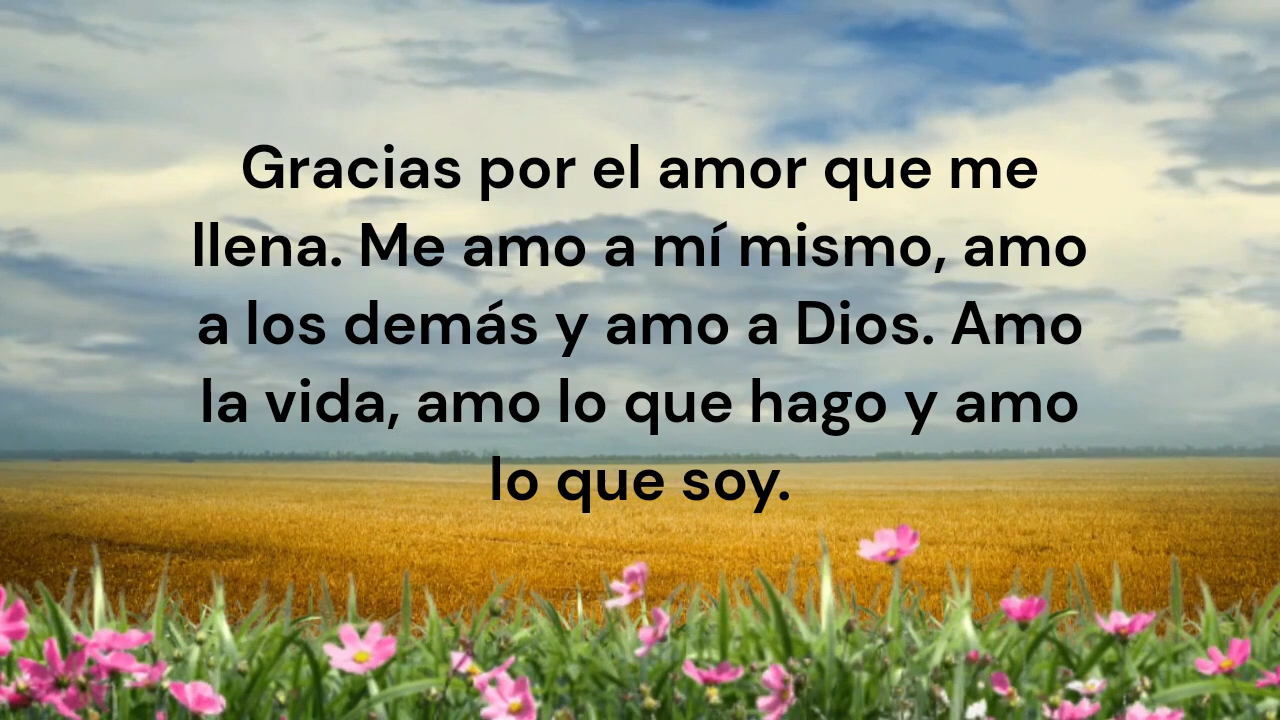 Gracias por el amor que me
llena. Me amo a mí mismo, amo
a los demás y amo a Dios. Amo
la vida, amo lo que hago y amo
lo que soy.